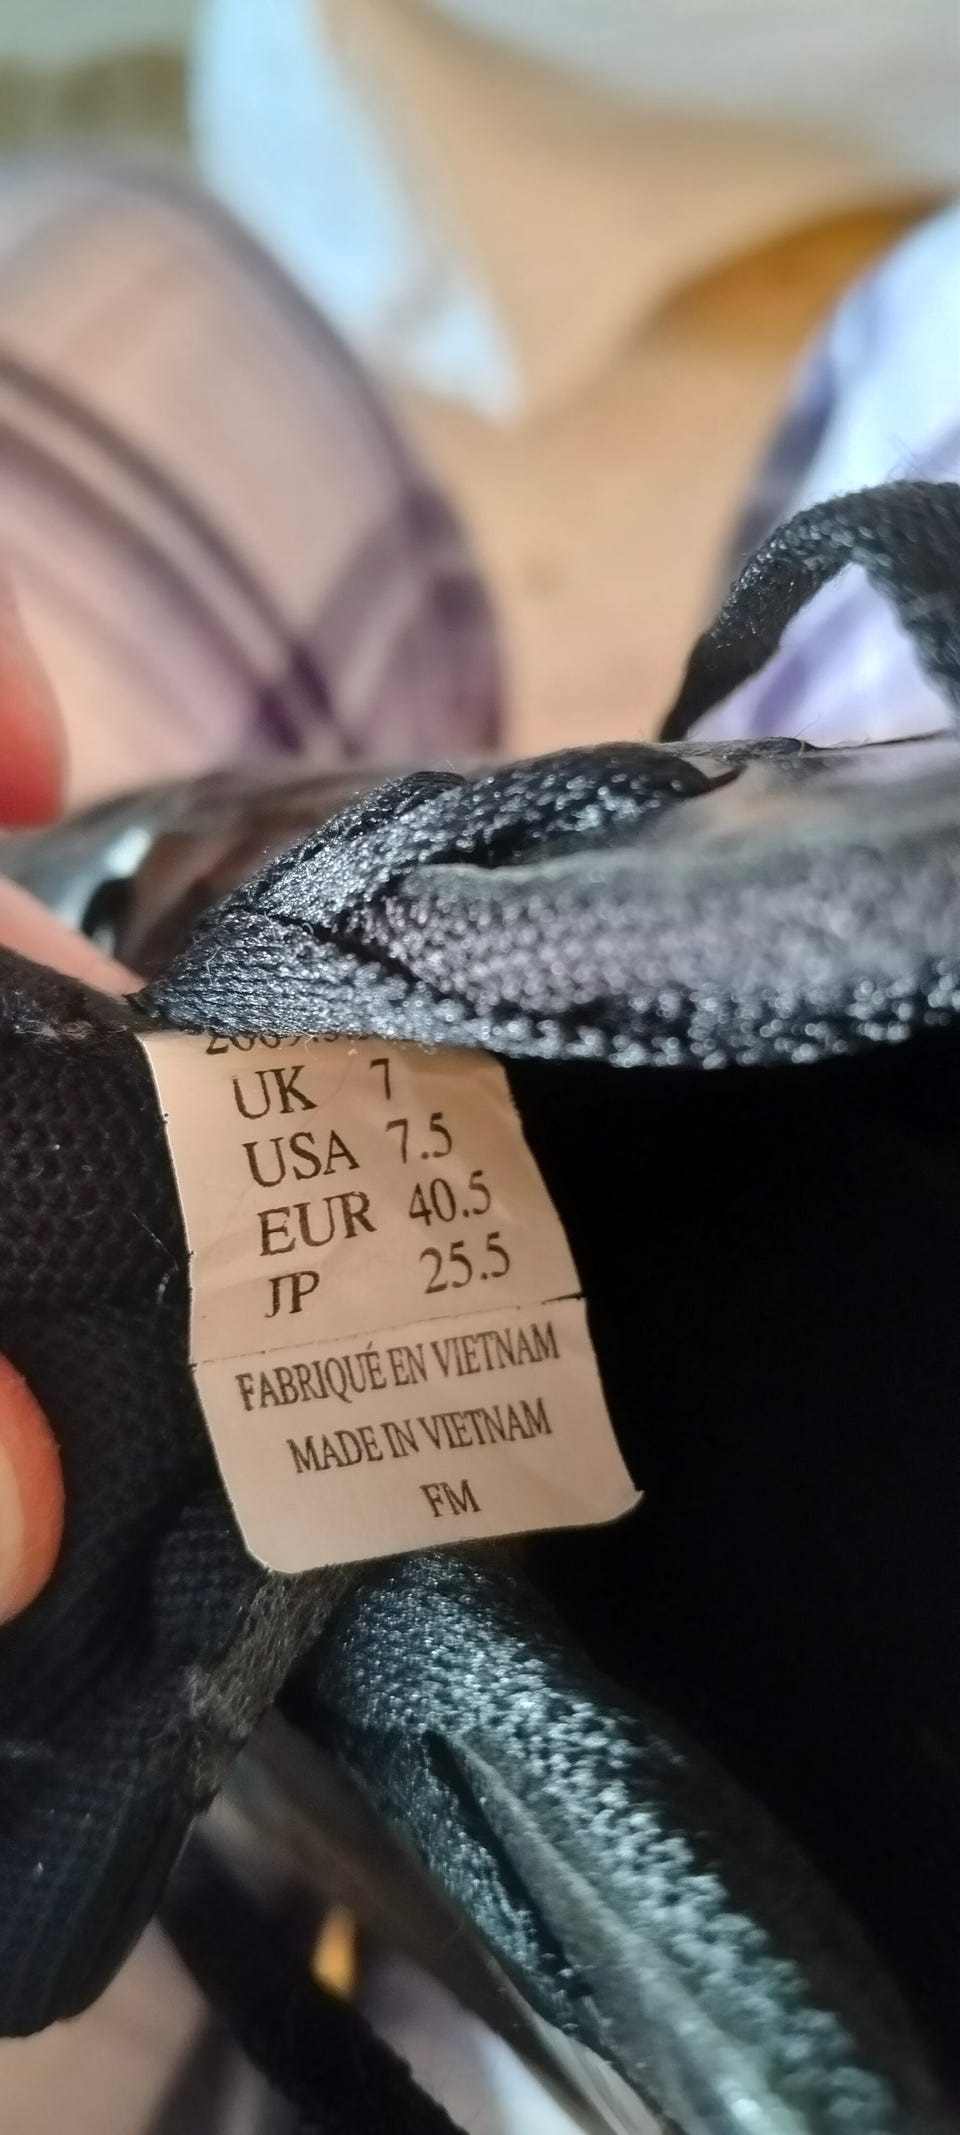 UK 7
USA 7.5
EUR 40.5
JP 25.5
FABRIQUÉ EN VIETNAM
MADE IN VIETNAM
FM